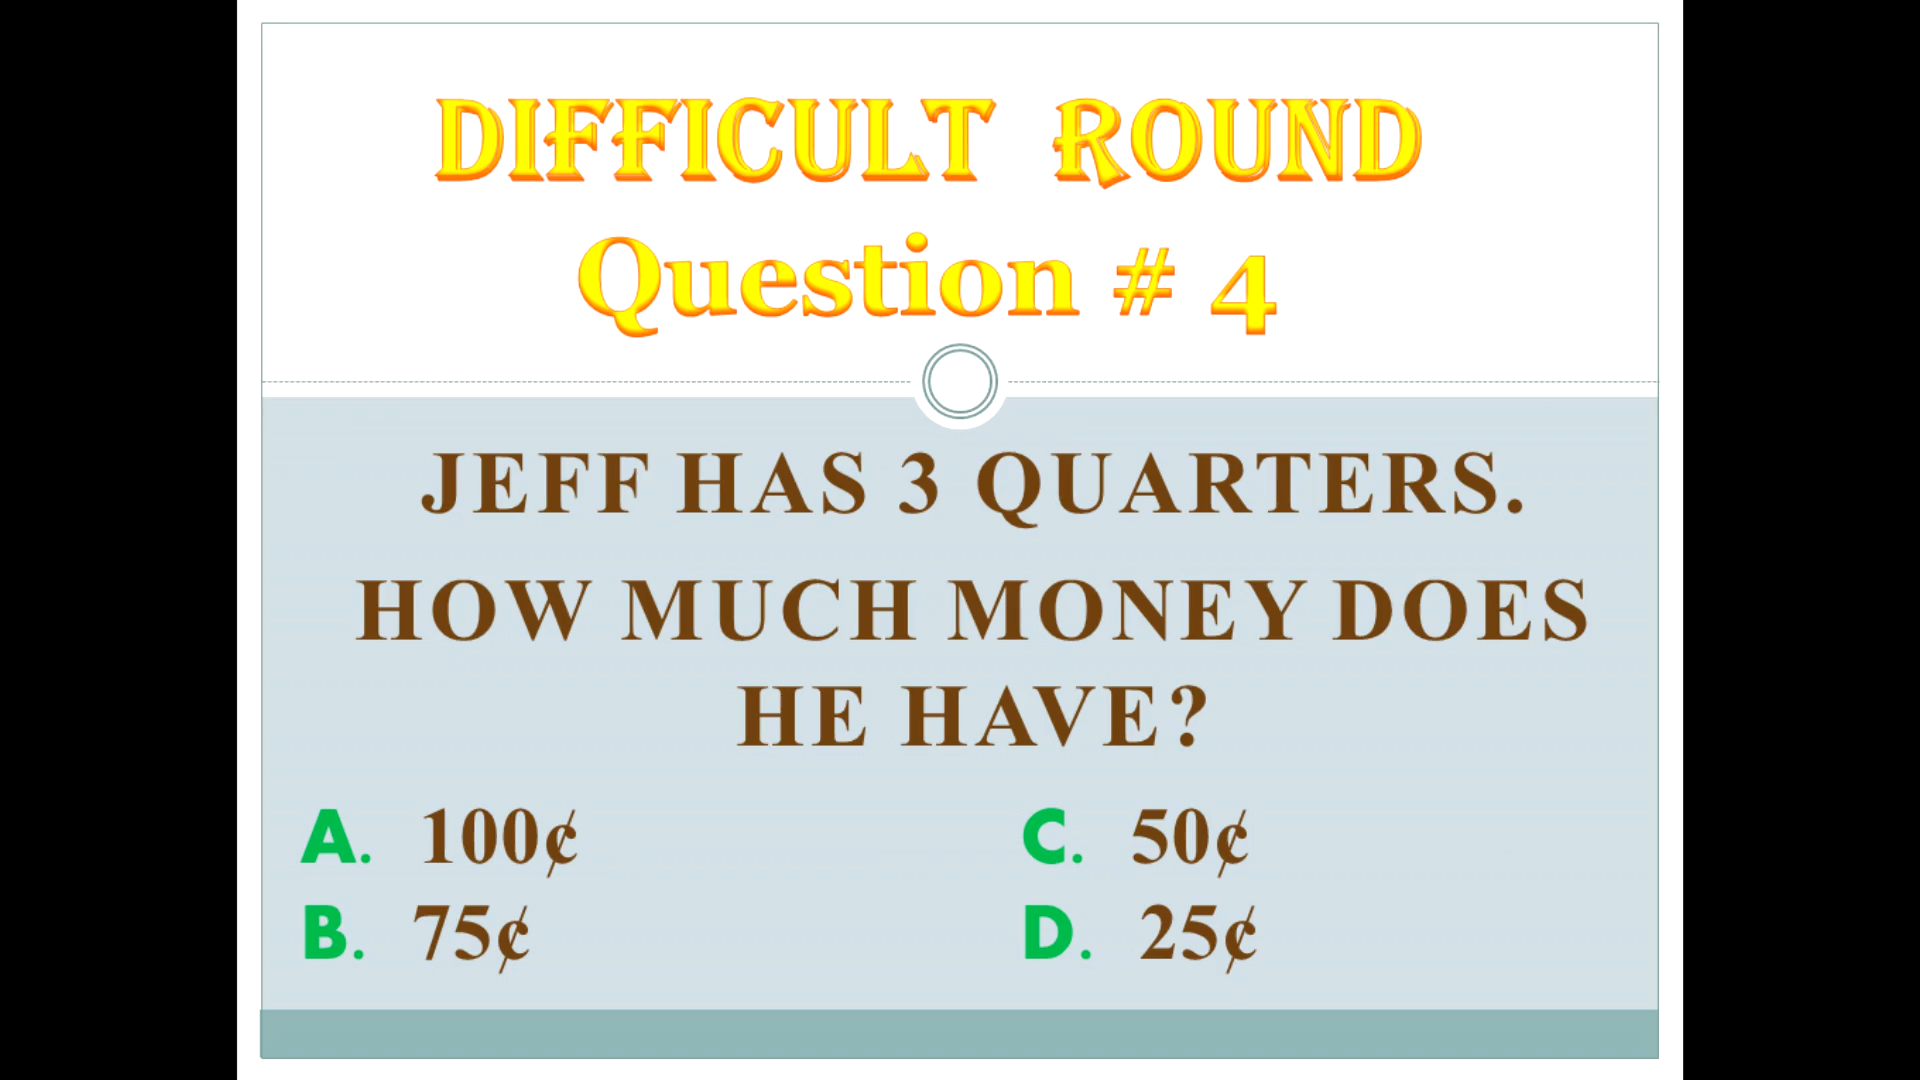 DIFFICULT ROUND
Question # 4
JEFF HAS 3 QUARTERS.
HOW MUCH MONEY DOES
HE HAVE?
A. 100¢
B. 75¢
C. 50¢
D. 25¢